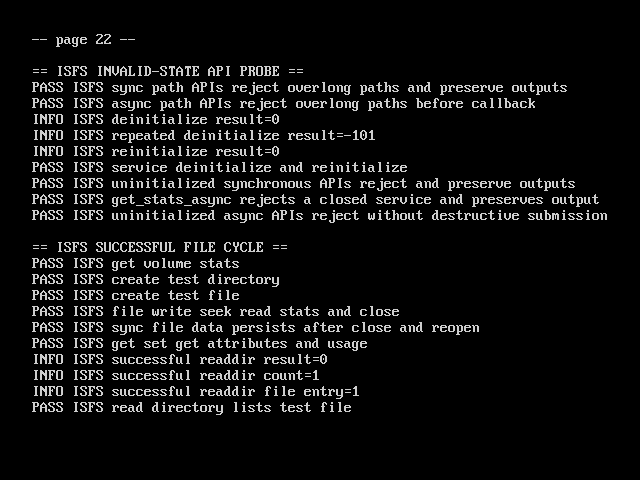 -- page 22 --
== ISFS INVALID-STATE API PROBE ==
PASS ISFS sync path APIs reject overlong paths and preserve outputs
PASS ISFS async path APIs reject overlong paths before callback
INFO ISFS deinitialize result=0
INFO ISFS repeated deinitialize result=-101
INFO ISFS reinitialize result=0
PASS ISFS service deinitialize and reinitialize
PASS ISFS uninitialized synchronous APIs reject and preserve outputs
PASS ISFS get_stats_async rejects a closed service and preserves output
PASS ISFS uninitialized async APIs reject without destructive submission
== ISFS SUCCESSFUL FILE CYCLE ==
PASS ISFS get volume stats
PASS ISFS create test directory
PASS ISFS create test file
PASS ISFS file write seek read stats and close
PASS ISFS sync file data persists after close and reopen
PASS ISFS get set get attributes and usage
INFO ISFS successful readdir result=0
INFO ISFS successful readdir count=1
INFO ISFS successful readdir file entry=1
PASS ISFS read directory lists test file